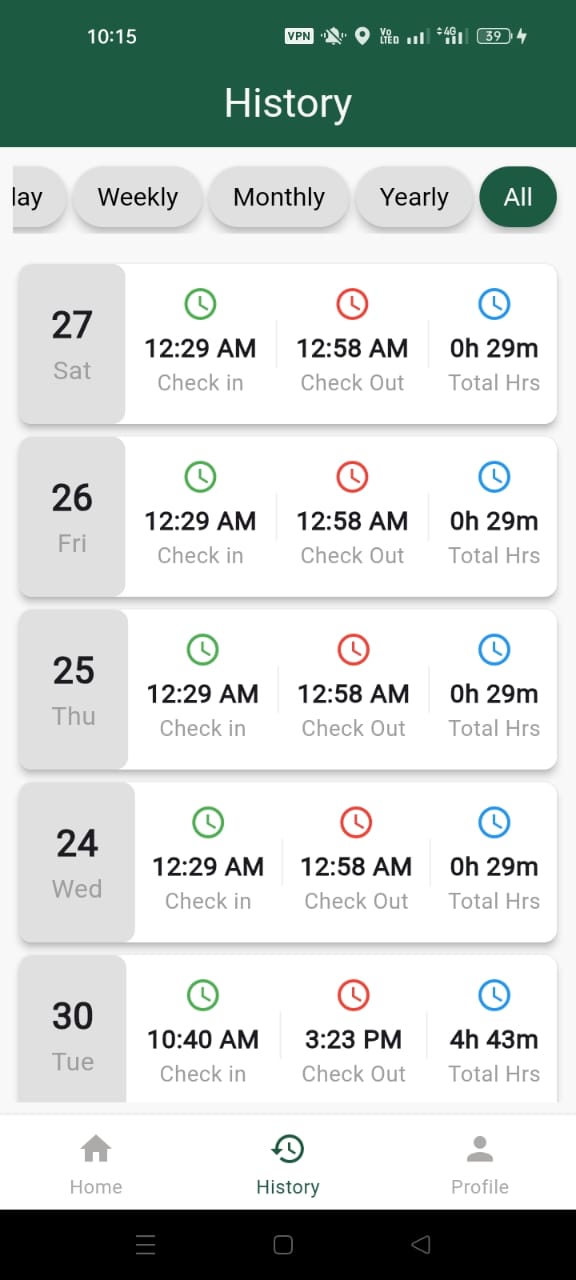 10:15 VPN Vo LTED 4G 39
History
lay Weekly Monthly Yearly All
27 12:29 AM 12:58 AM 0h 29m
Sat Check in Check Out Total Hrs
26 12:29 AM 12:58 AM 0h 29m
Fri Check in Check Out Total Hrs
25 12:29 AM 12:58 AM 0h 29m
Thu Check in Check Out Total Hrs
24 12:29 AM 12:58 AM 0h 29m
Wed Check in Check Out Total Hrs
30 10:40 AM 3:23 PM 4h 43m
Tue Check in Check Out Total Hrs
Home History Profile